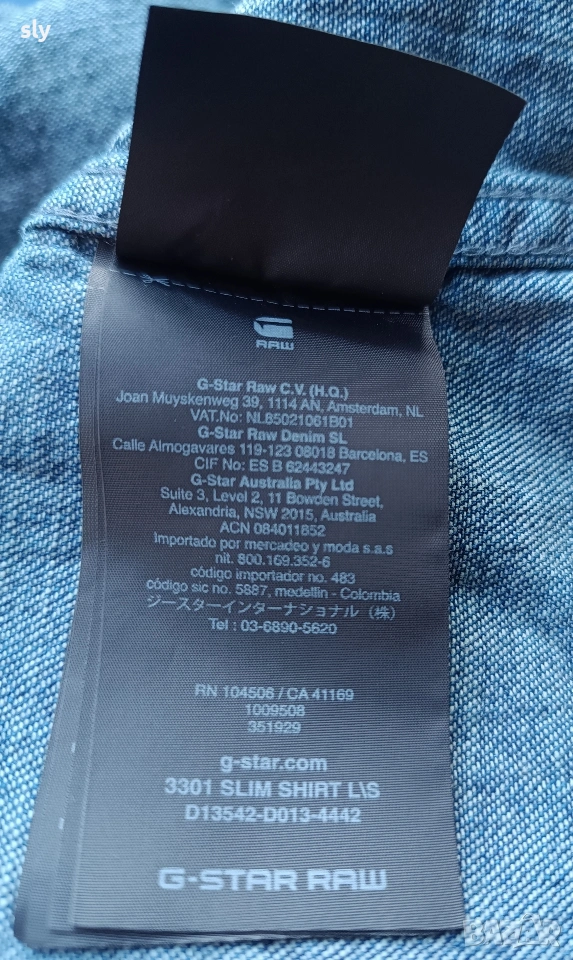 sly
RAW
G-Star Raw C.V. (H.Q.)
Joan Muyskenweg 39, 1114 AN, Amsterdam, NL
VAT.No: NL85021061B01
G-Star Raw Denim SL
Calle Almogavares 119-123 08018 Barcelona, ES
CIF No: ES B 62443247
G-Star Australia Pty Ltd
Suite 3, Level 2, 11 Bowden Street,
Alexandria, NSW 2015, Australia
ACN 084011852
Importado por mercadeo y moda s.a.s
nit. 800.169.352-6
código importador no. 483
código sic no. 5887, medellin - Colombia
ジースターインターナショナル（株）
Tel : 03-6890-5620
RN 104506 / CA 41169
1009508
351929
g-star.com
3301 SLIM SHIRT L\S
D13542-D013-4442
G-STAR RAW
BAZAR